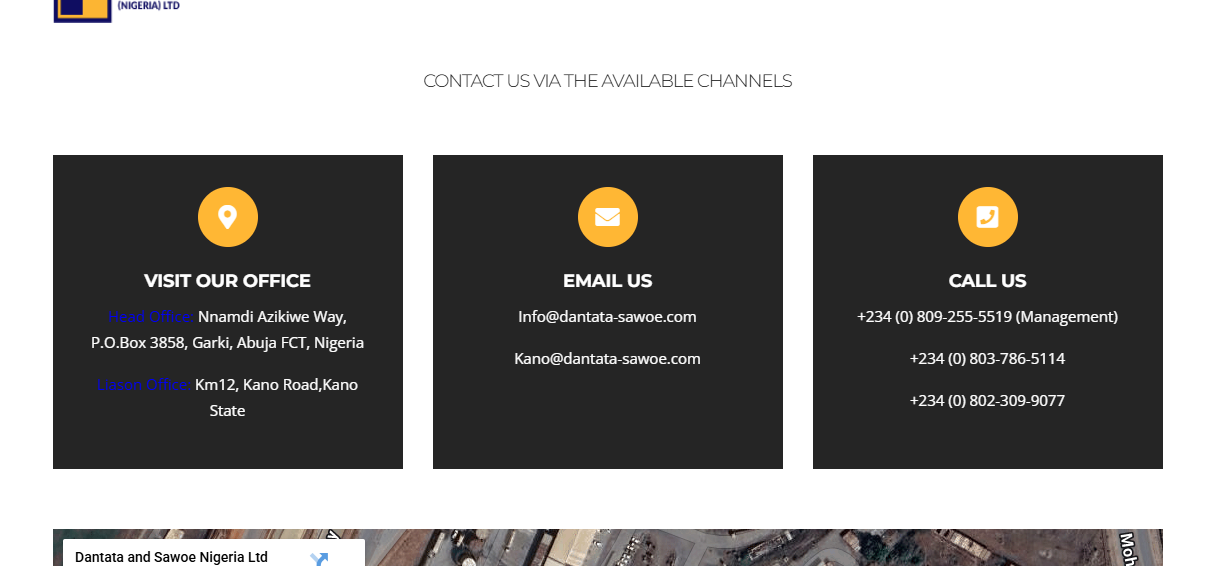 (NIGERIA) LTD
CONTACT US VIA THE AVAILABLE CHANNELS
VISIT OUR OFFICE
Head Office: Nnamdi Azikiwe Way,
P.O.Box 3858, Garki, Abuja FCT, Nigeria
Liason Office: Km12, Kano Road,Kano
State
EMAIL US
Info@dantata-sawoe.com
Kano@dantata-sawoe.com
CALL US
+234 (0) 809-255-5519 (Management)
+234 (0) 803-786-5114
+234 (0) 802-309-9077
Dantata and Sawoe Nigeria Ltd